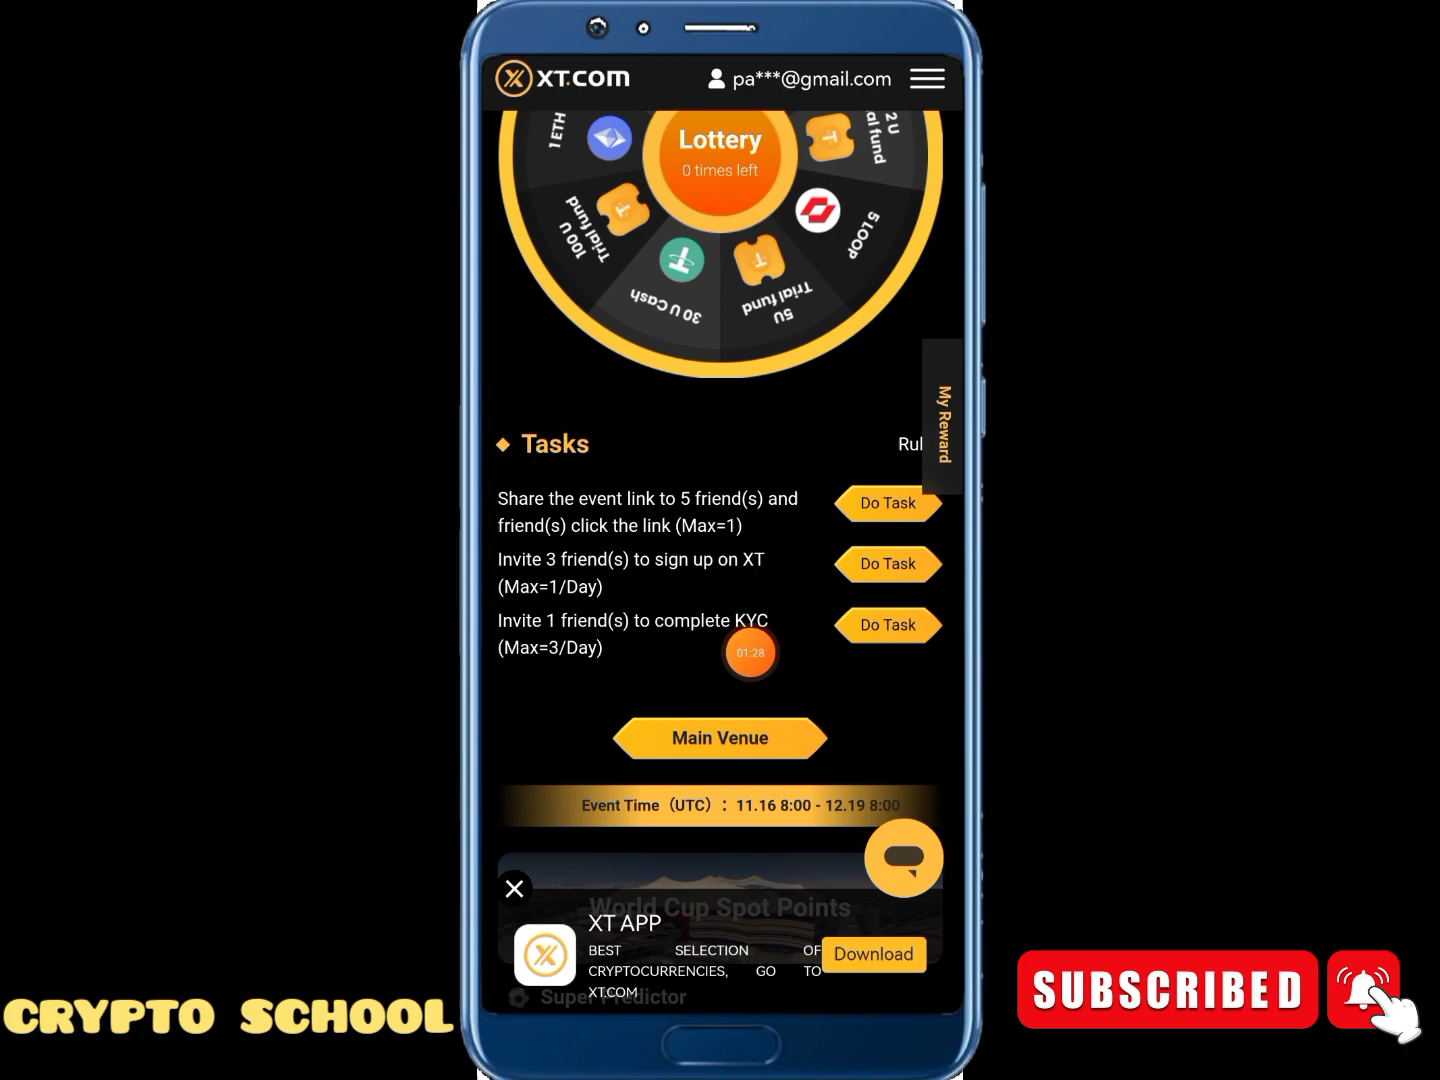 XT.COM
pa***@gmail.com
Lottery
0 times left
1 ETH
2 U
al fund
100 U
Trial fund
5 LOOP
30 U Cash
5U
Trial fund
My Reward
Tasks
Rul
Share the event link to 5 friend(s) and
friend(s) click the link (Max=1)
Do Task
Invite 3 friend(s) to sign up on XT
(Max=1/Day)
Do Task
Invite 1 friend(s) to complete KYC
(Max=3/Day)
Do Task
01:28
Main Venue
Event Time（UTC）：11.16 8:00 - 12.19 8:00
World Cup Spot Points
XT APP
BEST SELECTION OF
CRYPTOCURRENCIES, GO TO
XT.COM
Download
Super Predictor
CRYPTO SCHOOL
SUBSCRIBED